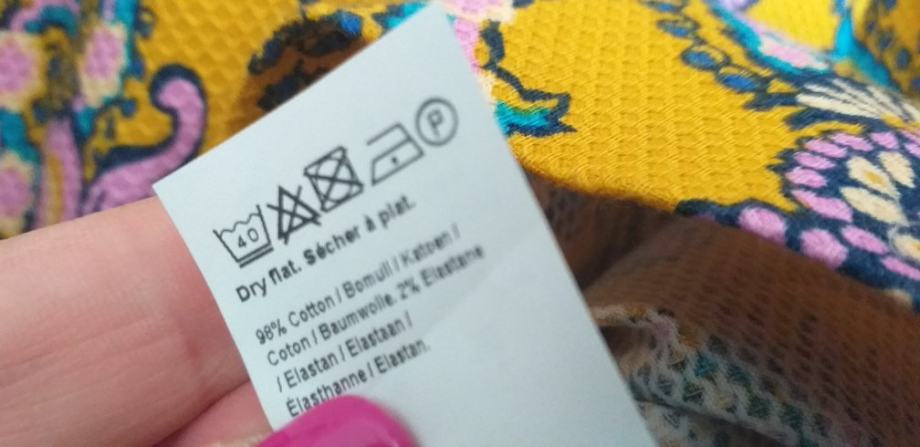 40 P
Dry flat. Sécher à plat.
98% Cotton / Bomull / Katoen /
Coton / Baumwolle. 2% Elastane
/ Elastan / Elastaan /
Élasthanne / Elastan.